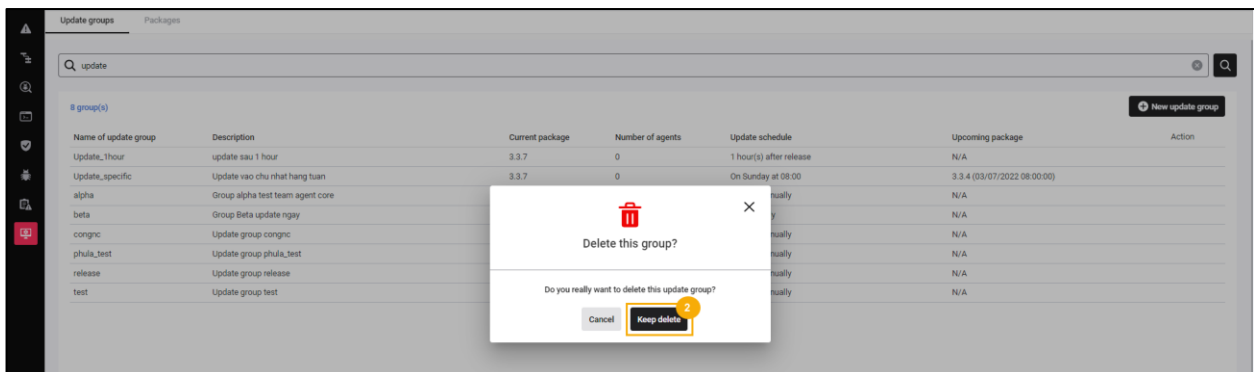 Update groups Packages
update
8 group(s) New update group
Name of update group Description Current package Number of agents Update schedule Upcoming package Action
Update_1hour update sau 1 hour 3.3.7 0 1 hour(s) after release N/A
Update_specific Update vao chu nhat hang tuan 3.3.7 0 On Sunday at 08:00 3.3.4 (03/07/2022 08:00:00)
alpha Group alpha test team agent core N/A
beta Group Beta update ngay N/A
congnc Update group congnc N/A
phula_test Update group phula_test N/A
release Update group release N/A
test Update group test N/A
Delete this group?
Do you really want to delete this update group?
2
Cancel Keep delete